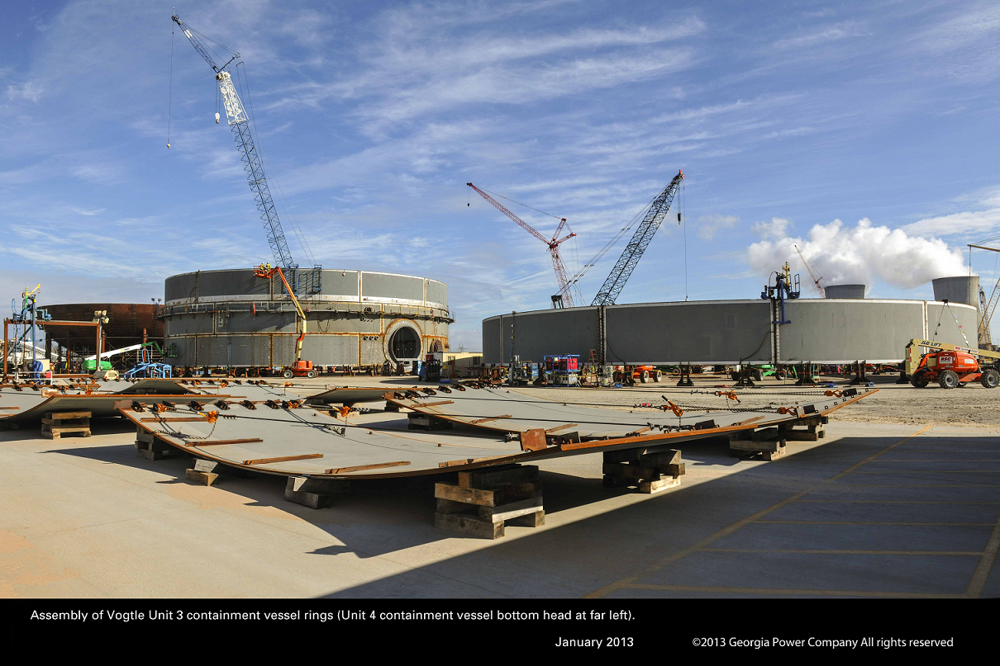 Assembly of Vogtle Unit 3 containment vessel rings (Unit 4 containment vessel bottom head at far left).
January 2013 ©2013 Georgia Power Company All rights reserved